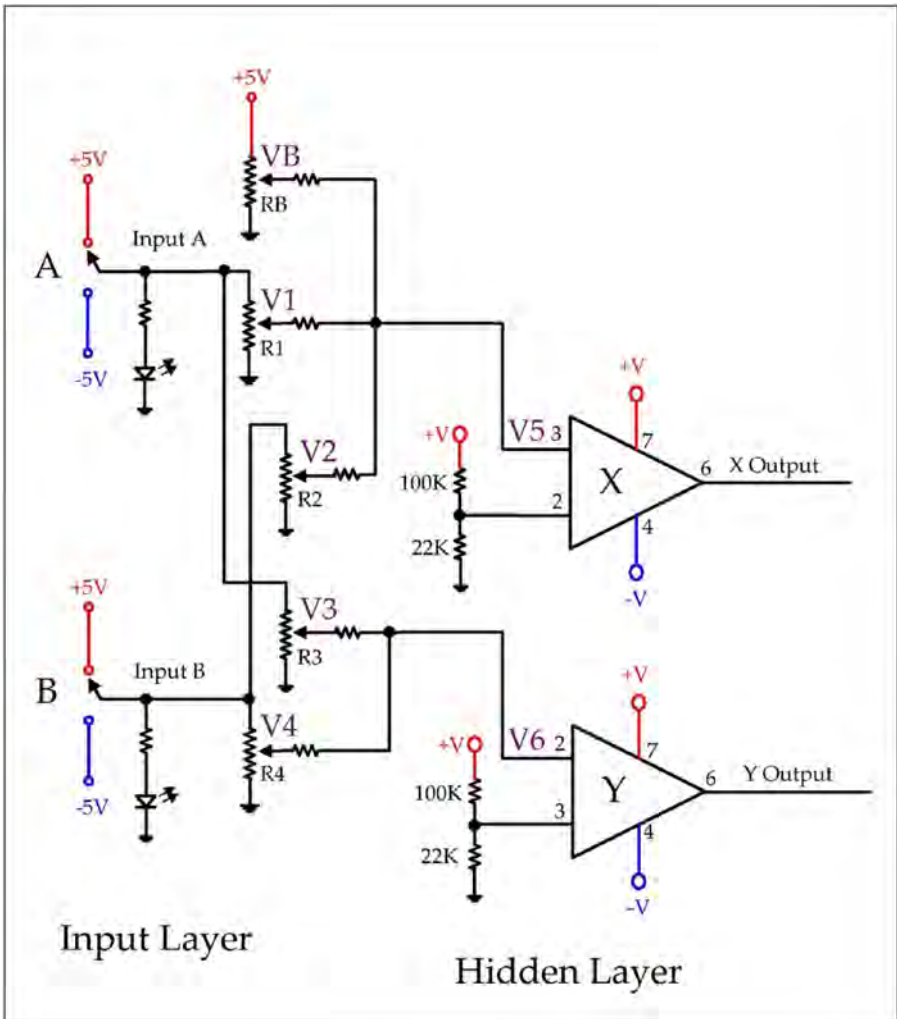 +5V
+5V
VB
RB
Input A
A
V1
R1
-5V
+V
+V
V5
3
7
V2
R2
100K
X
6
X Output
2
4
22K
-V
+5V
V3
R3
Input B
B
+V
V4
R4
+V
V6
2
7
-5V
100K
Y
6
Y Output
3
4
22K
-V
Input Layer
Hidden Layer